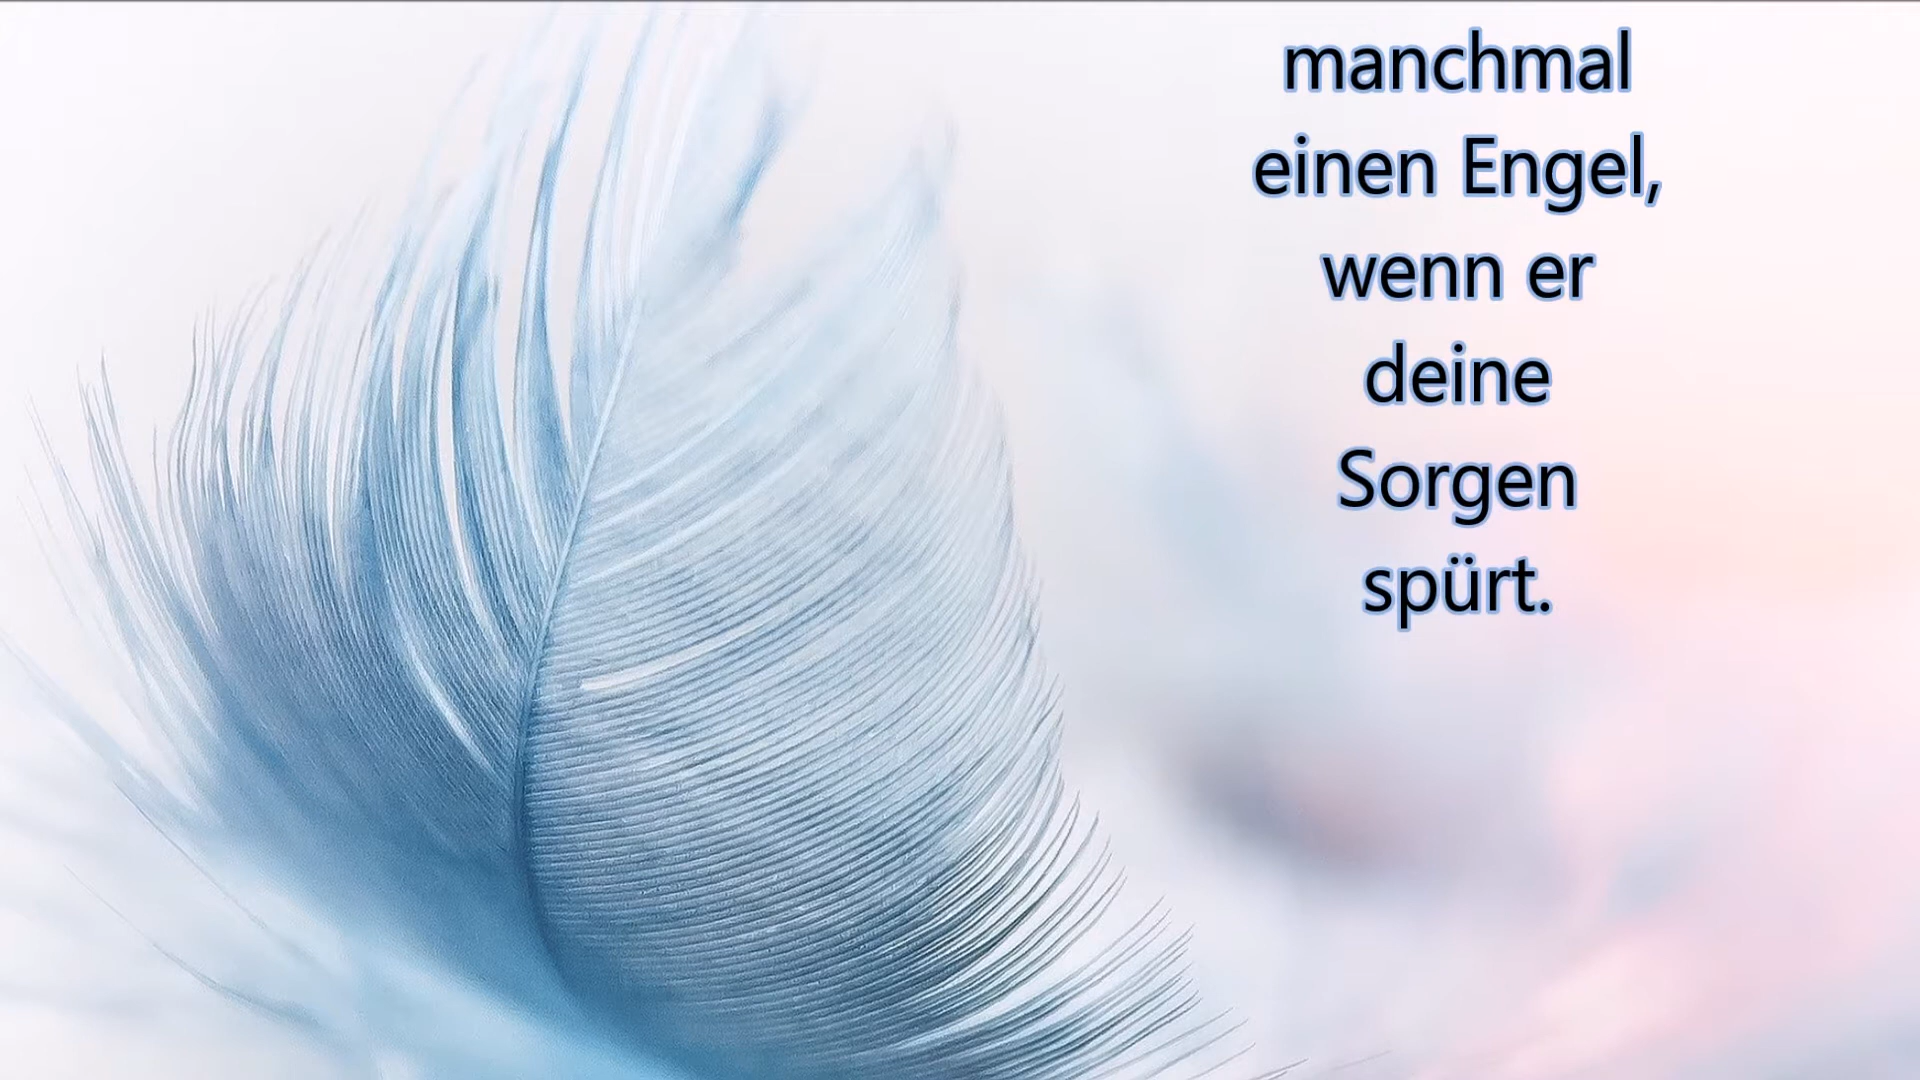 manchmal
einen Engel,
wenn er
deine
Sorgen
spürt.